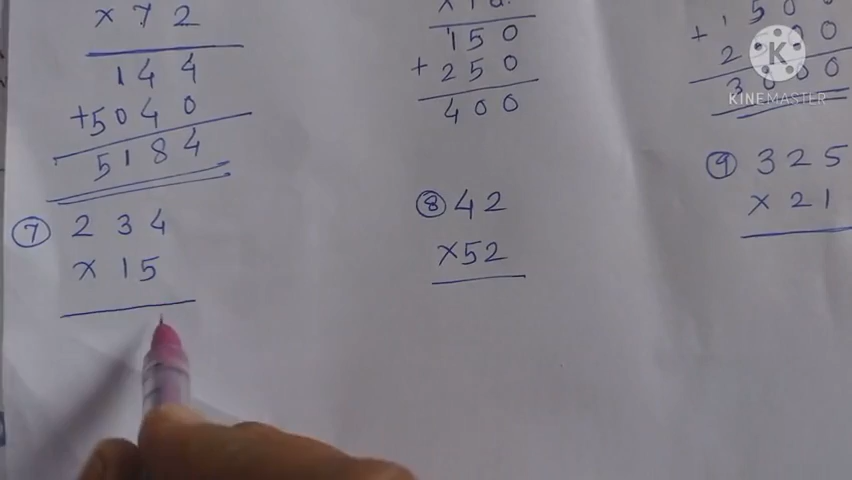 × 7 2
1 4 4
+ 5 0 4 0
5 1 8 4
1 5 0
+ 2 5 0
4 0 0
3 0 0 0
K
KINEMASTER
⑦ 2 3 4
× 1 5
⑧ 4 2
× 5 2
⑨ 3 2 5
× 2 1